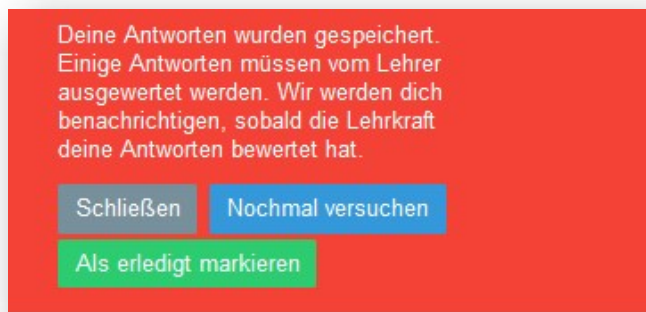 Deine Antworten wurden gespeichert.
Einige Antworten müssen vom Lehrer
ausgewertet werden. Wir werden dich
benachrichtigen, sobald die Lehrkraft
deine Antworten bewertet hat.
Schließen Nochmal versuchen
Als erledigt markieren